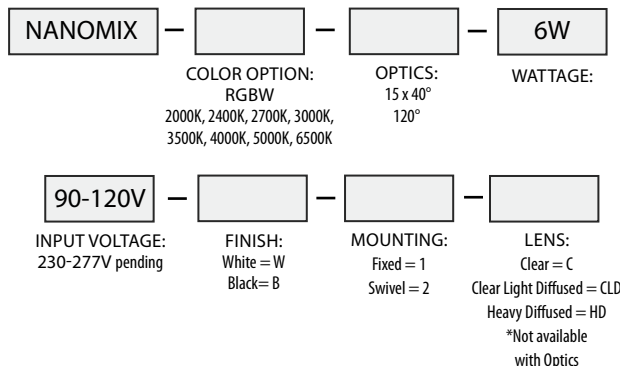 NANOMIX – – – 6W
COLOR OPTION:
RGBW
2000K, 2400K, 2700K, 3000K,
3500K, 4000K, 5000K, 6500K
OPTICS:
15 x 40°
120°
WATTAGE:
90-120V – – –
INPUT VOLTAGE:
230-277V pending
FINISH:
White = W
Black= B
MOUNTING:
Fixed = 1
Swivel = 2
LENS:
Clear = C
Clear Light Diffused = CLD
Heavy Diffused = HD
*Not available
with Optics